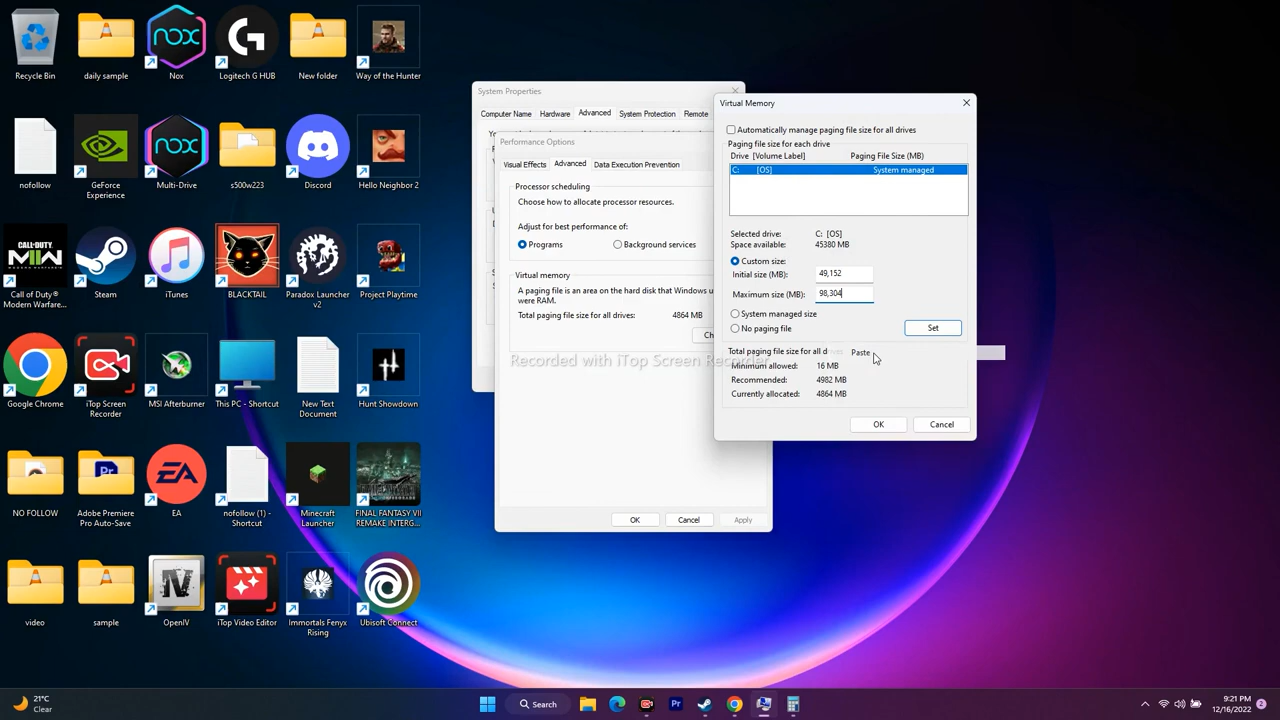 Recycle Bin
daily sample
Nox
Logitech G HUB
New folder
Way of the Hunter
nofollow
GeForce
Experience
Multi-Drive
s500w223
Discord
Hello Neighbor 2
Call of Duty®
Modern Warfare...
Steam
iTunes
BLACKTAIL
Paradox Launcher
v2
Project Playtime
Google Chrome
iTop Screen
Recorder
MSI Afterburner
This PC - Shortcut
New Text
Document
Hunt Showdown
NO FOLLOW
Adobe Premiere
Pro Auto-Save
EA
nofollow (1) -
Shortcut
Minecraft
Launcher
FINAL FANTASY VII
REMAKE INTERG...
video
sample
OpenIV
iTop Video Editor
Immortals Fenyx
Rising
Ubisoft Connect
System Properties
Computer Name
Hardware
Advanced
System Protection
Remote
Performance Options
Visual Effects
Advanced
Data Execution Prevention
Processor scheduling
Choose how to allocate processor resources.
Adjust for best performance of:
Programs
Background services
Virtual memory
A paging file is an area on the hard disk that Windows u
were RAM.
Total paging file size for all drives:
4864 MB
Ch
OK
Cancel
Apply
Recorded with iTop Screen Recorder
Virtual Memory
Automatically manage paging file size for all drives
Paging file size for each drive
Drive [Volume Label]
Paging File Size (MB)
C: [OS]
System managed
Selected drive:
C: [OS]
Space available:
45380 MB
Custom size:
Initial size (MB):
49,152
Maximum size (MB):
98,304
System managed size
No paging file
Set
Total paging file size for all drives
Paste
Minimum allowed:
16 MB
Recommended:
4982 MB
Currently allocated:
4864 MB
OK
Cancel
21°C
Clear
Search
9:21 PM
12/16/2022
2